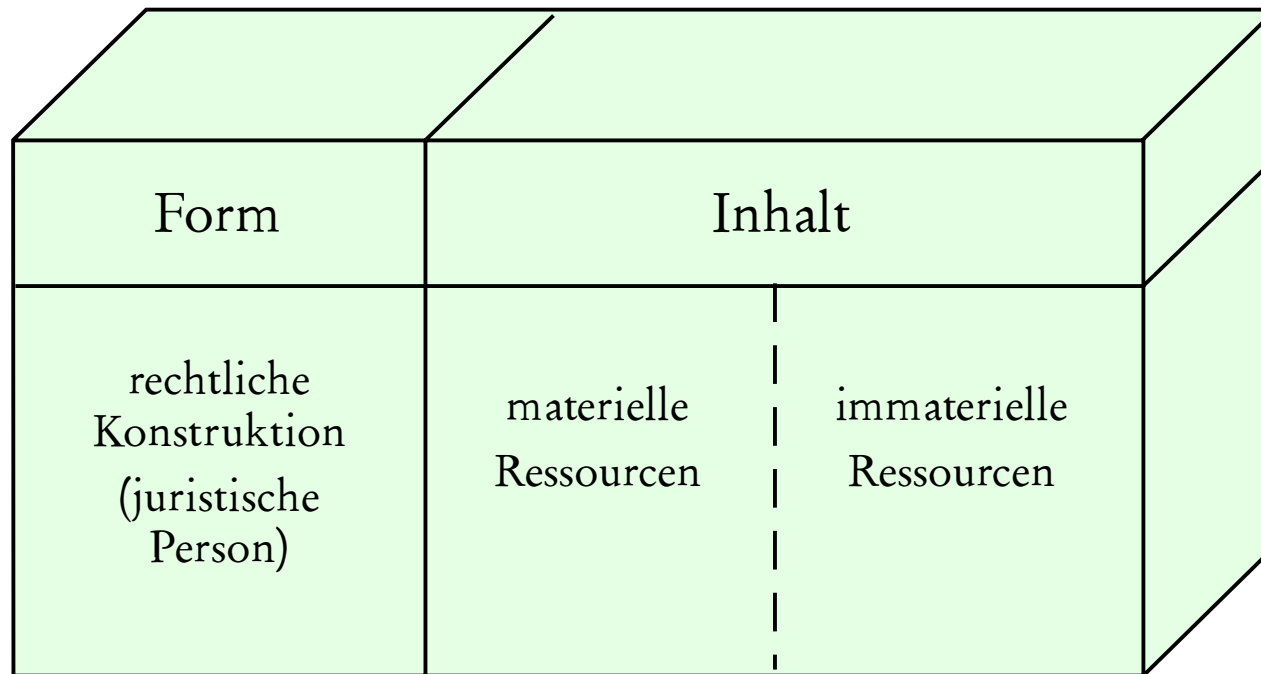 Form
Inhalt
rechtliche
Konstruktion
(juristische
Person)
materielle
Ressourcen
immaterielle
Ressourcen